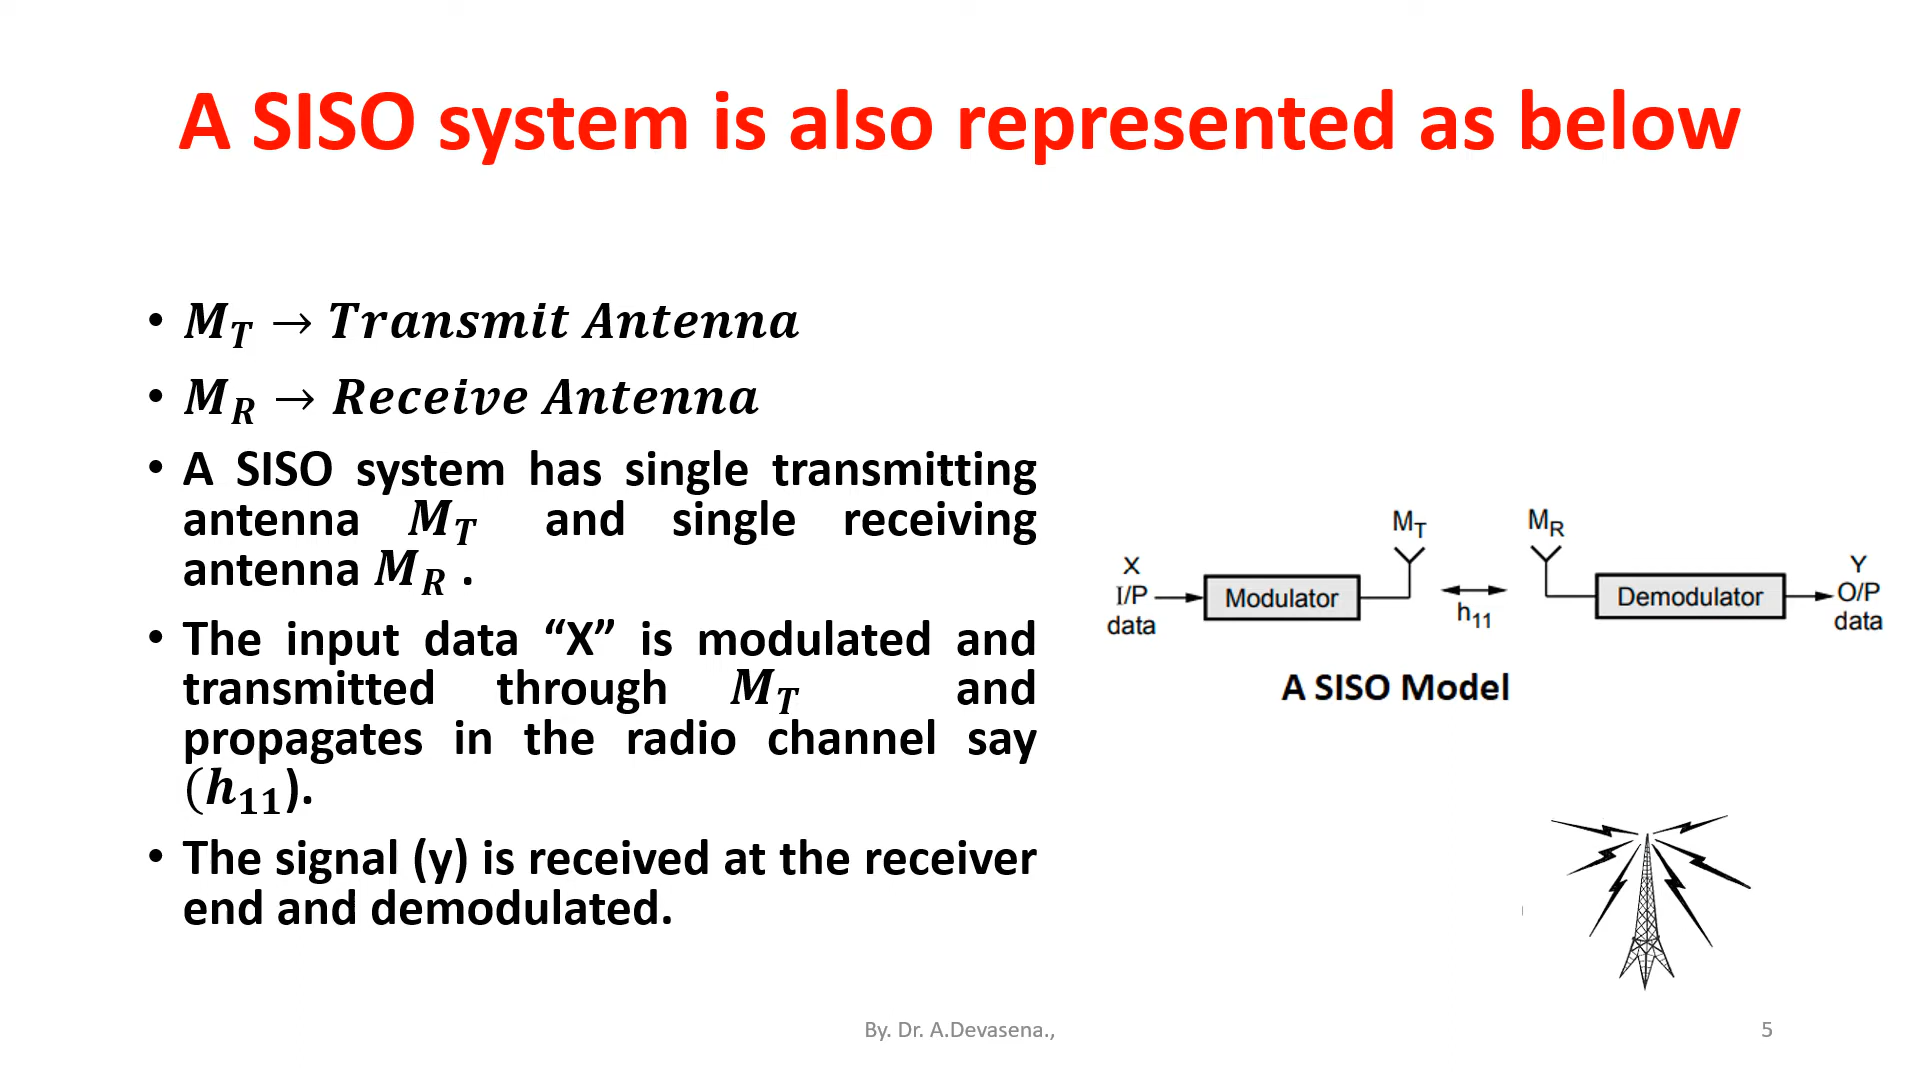 A SISO system is also represented as below
• M_T → Transmit Antenna
• M_R → Receive Antenna
• A SISO system has single transmitting
antenna M_T and single receiving
antenna M_R .
• The input data “X” is modulated and
transmitted through M_T and
propagates in the radio channel say
(h_11).
• The signal (y) is received at the receiver
end and demodulated.
M_T
M_R
X
I/P
data
Modulator
h_11
Demodulator
Y
O/P
data
A SISO Model
By. Dr. A.Devasena.,
5